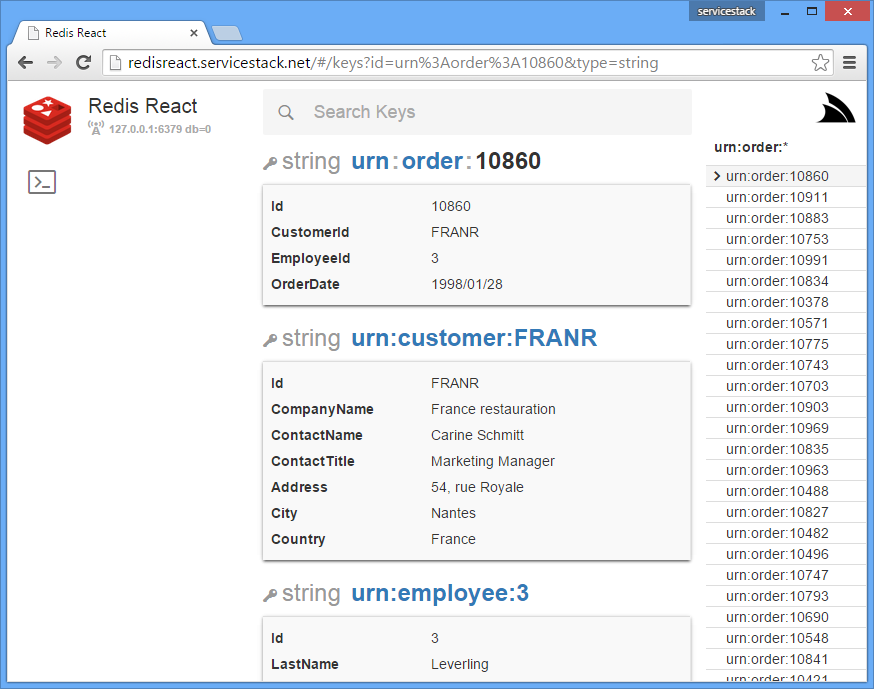 servicestack
Redis React
redisreact.servicestack.net/#/keys?id=urn%3Aorder%3A10860&type=string
Redis React
127.0.0.1:6379 db=0
Search Keys
string urn:order:10860
Id 10860
CustomerId FRANR
EmployeeId 3
OrderDate 1998/01/28
string urn:customer:FRANR
Id FRANR
CompanyName France restauration
ContactName Carine Schmitt
ContactTitle Marketing Manager
Address 54, rue Royale
City Nantes
Country France
string urn:employee:3
Id 3
LastName Leverling
urn:order:*
urn:order:10860
urn:order:10911
urn:order:10883
urn:order:10753
urn:order:10991
urn:order:10834
urn:order:10378
urn:order:10571
urn:order:10775
urn:order:10743
urn:order:10703
urn:order:10903
urn:order:10969
urn:order:10835
urn:order:10963
urn:order:10488
urn:order:10827
urn:order:10482
urn:order:10496
urn:order:10747
urn:order:10793
urn:order:10690
urn:order:10548
urn:order:10841
urn:order:10421